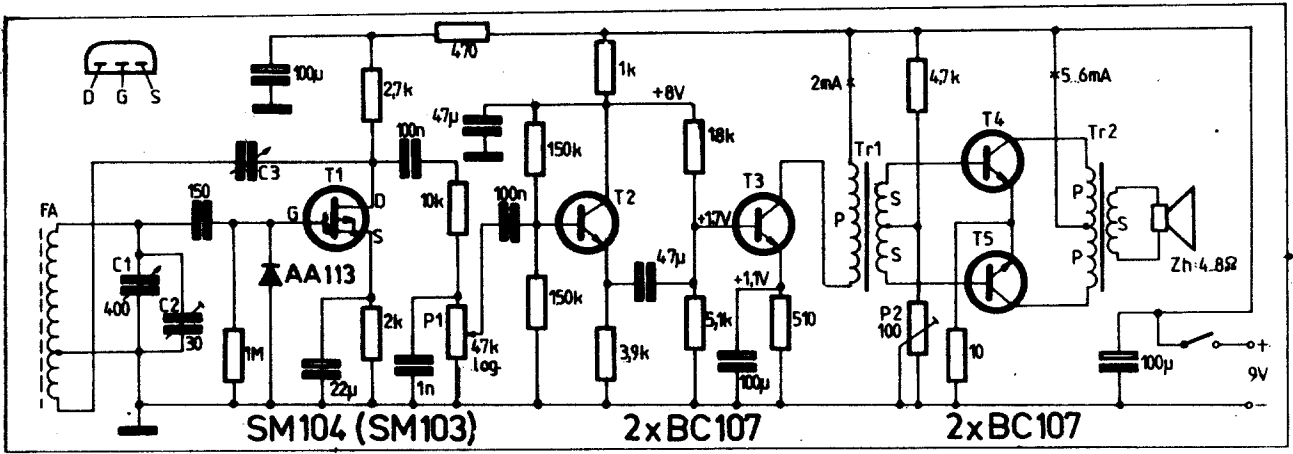 470
100µ
1k
2,7k
D G S
2mA
4,7k
5..6mA
+8V
47µ
100n
150k
18k
T4
Tr1
Tr2
C3
T1
10k
100n
T2
T3
150
D
G
S
FA
+1,7V
P
S
S
P
P
S
T5
Zh:4..8Ω
C1
400
AA113
47µ
+1,1V
C2
30
2k
P1
47k
log.
150k
5,1k
510
P2
100
1M
22µ
1n
3,9k
100µ
10
100µ
+
9V
-
SM104 (SM103)
2xBC107
2xBC107